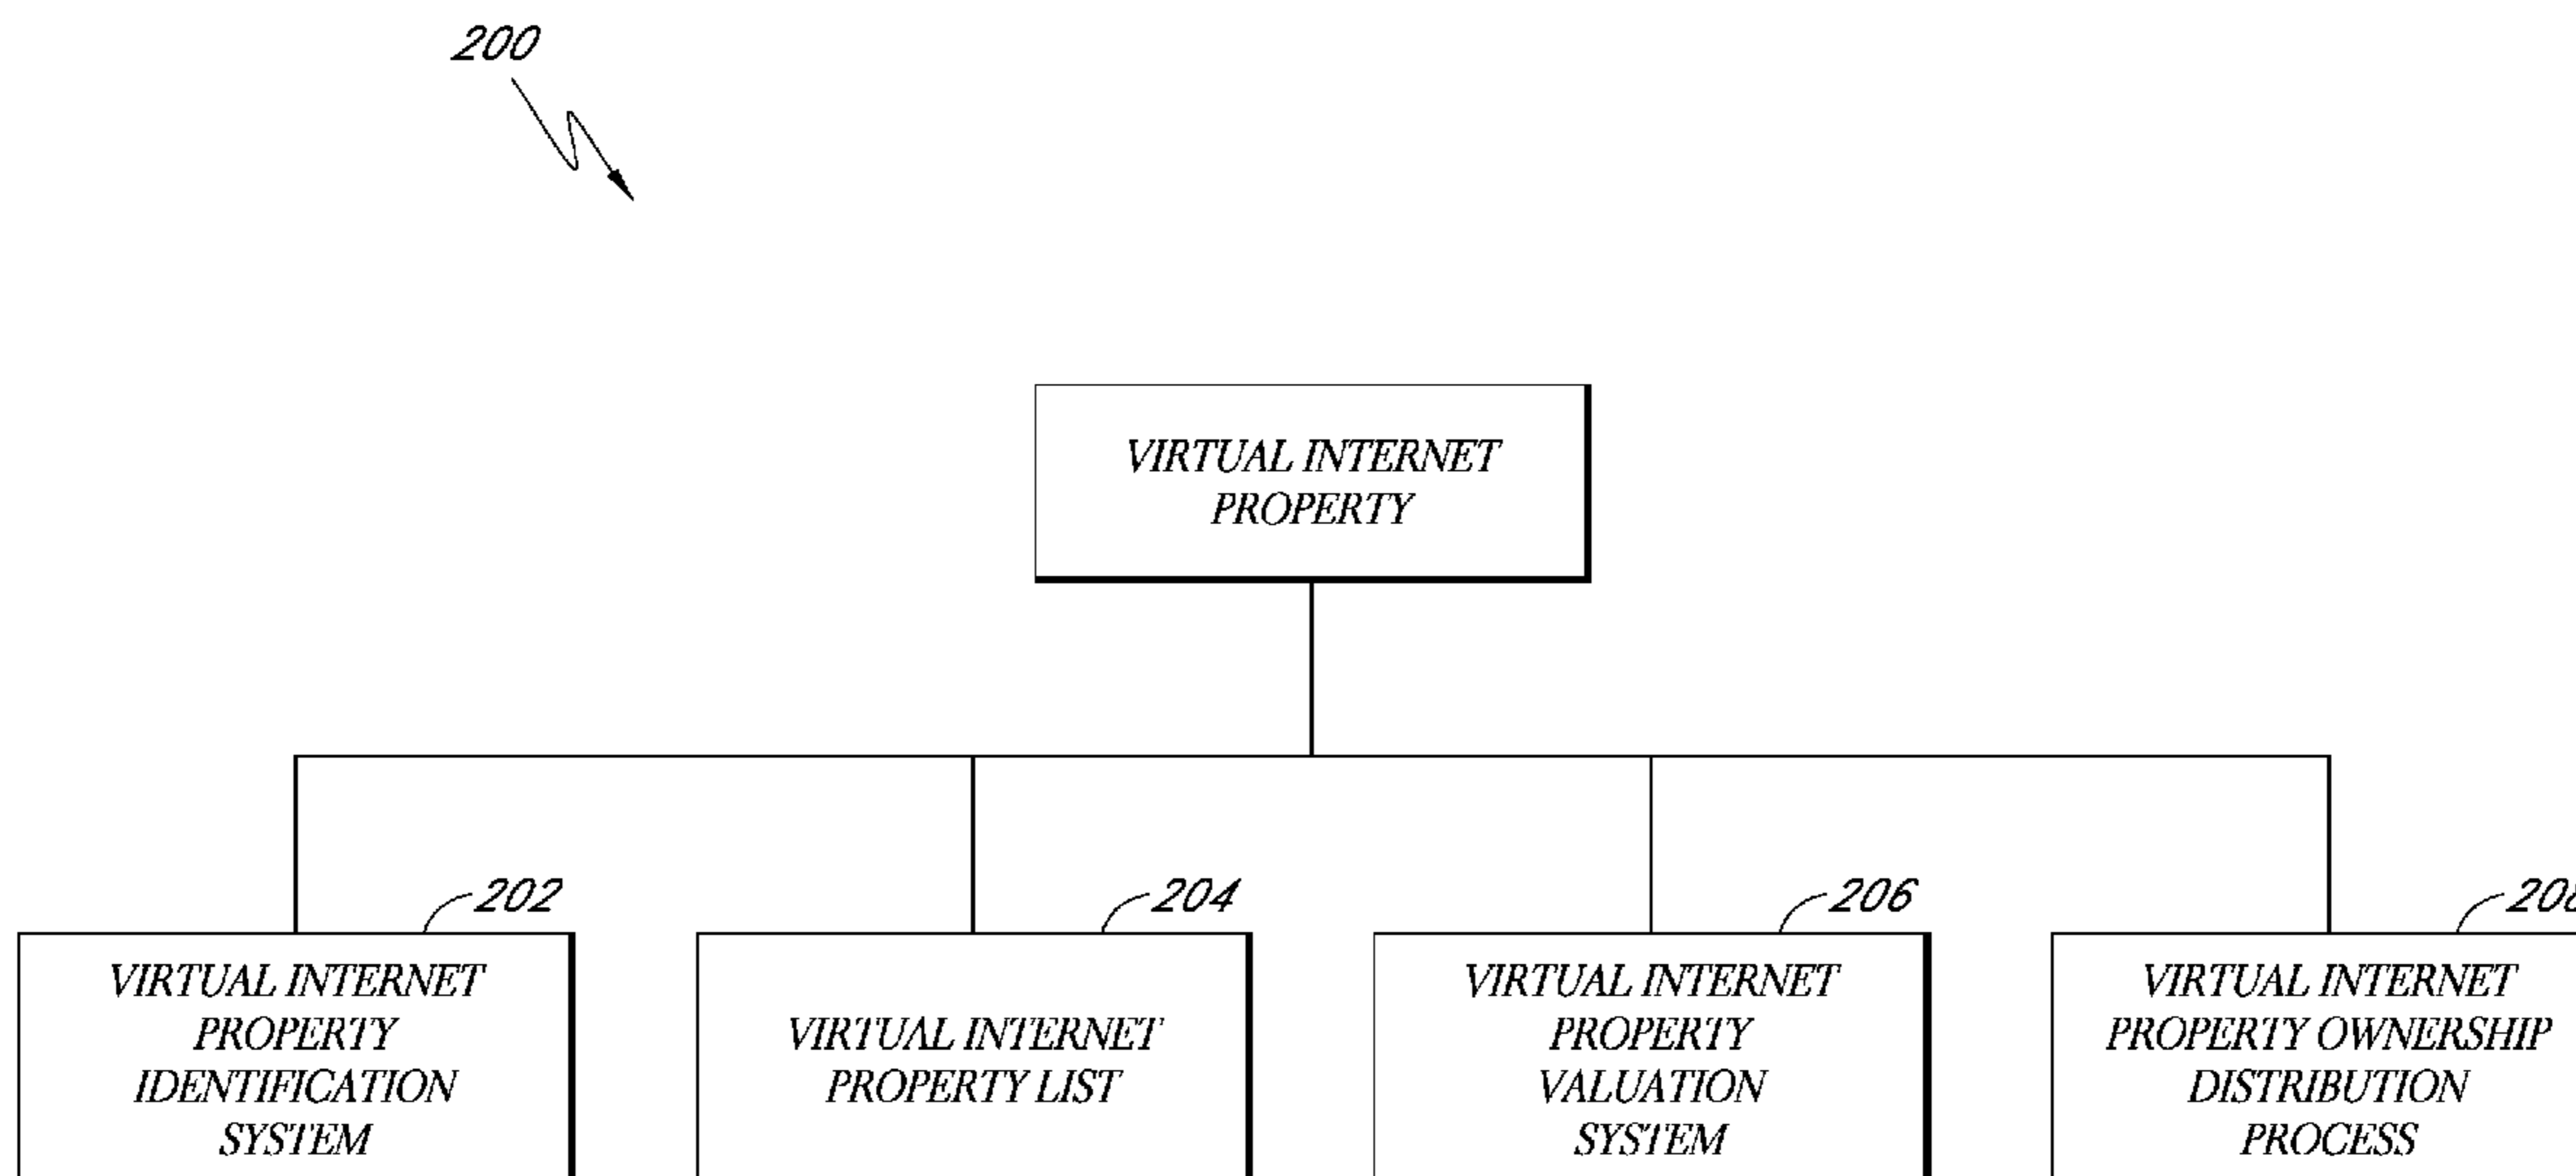 200
VIRTUAL INTERNET
PROPERTY
202
204
206
208
VIRTUAL INTERNET
PROPERTY
IDENTIFICATION
SYSTEM
VIRTUAL INTERNET
PROPERTY LIST
VIRTUAL INTERNET
PROPERTY
VALUATION
SYSTEM
VIRTUAL INTERNET
PROPERTY OWNERSHIP
DISTRIBUTION
PROCESS